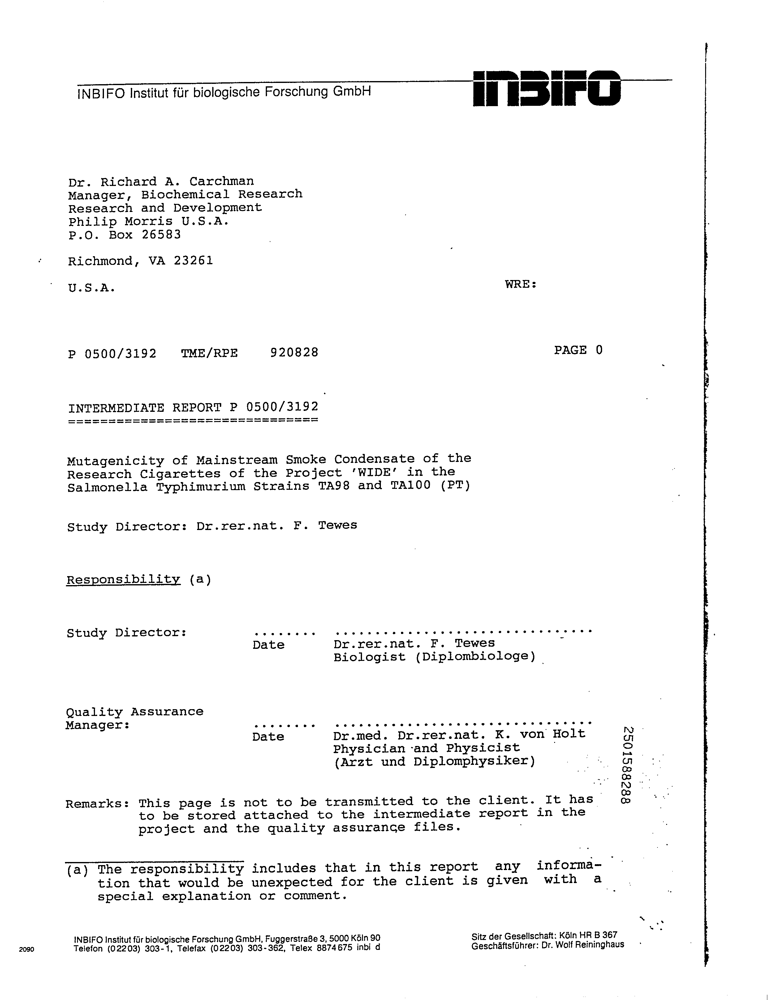 INBIFO Institut für biologische Forschung GmbH
INBIFO
Dr. Richard A. Carchman
Manager, Biochemical Research
Research and Development
Philip Morris U.S.A.
P.O. Box 26583
Richmond, VA 23261
U.S.A.
WRE:
P 0500/3192 TME/RPE 920828 PAGE 0
INTERMEDIATE REPORT P 0500/3192
===============================
Mutagenicity of Mainstream Smoke Condensate of the
Research Cigarettes of the Project 'WIDE' in the
Salmonella Typhimurium Strains TA98 and TA100 (PT)
Study Director: Dr.rer.nat. F. Tewes
Responsibility (a)
Study Director: ........ ................................
Date Dr.rer.nat. F. Tewes
Biologist (Diplombiologe)
Quality Assurance
Manager: ........ ................................
Date Dr.med. Dr.rer.nat. K. von Holt
Physician and Physicist
(Arzt und Diplomphysiker)
2501588288
Remarks: This page is not to be transmitted to the client. It has
to be stored attached to the intermediate report in the
project and the quality assurance files.
(a) The responsibility includes that in this report any informa-
tion that would be unexpected for the client is given with a
special explanation or comment.
INBIFO Institut für biologische Forschung GmbH, Fuggerstraße 3, 5000 Köln 90
Telefon (02203) 303-1, Telefax (02203) 303-362, Telex 8874675 inbi d
Sitz der Gesellschaft: Köln HR B 367
Geschäftsführer: Dr. Wolf Reininghaus
2090